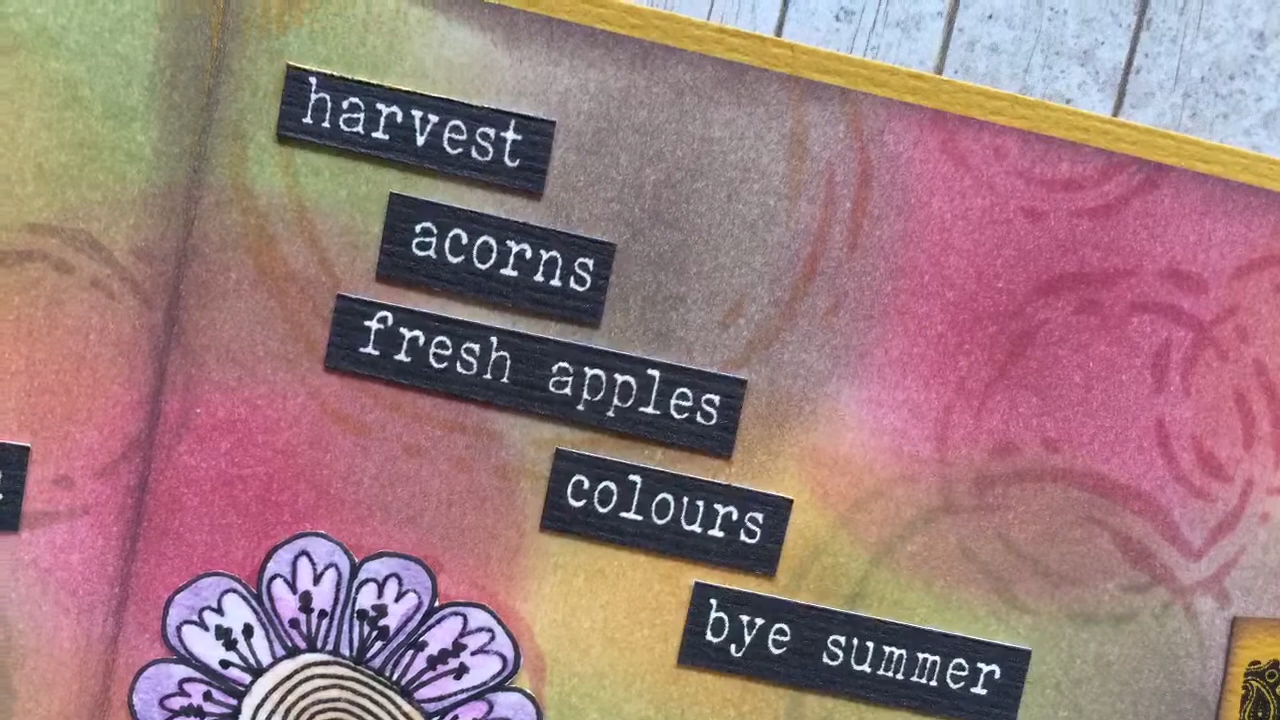 harvest
acorns
fresh apples
colours
bye summer